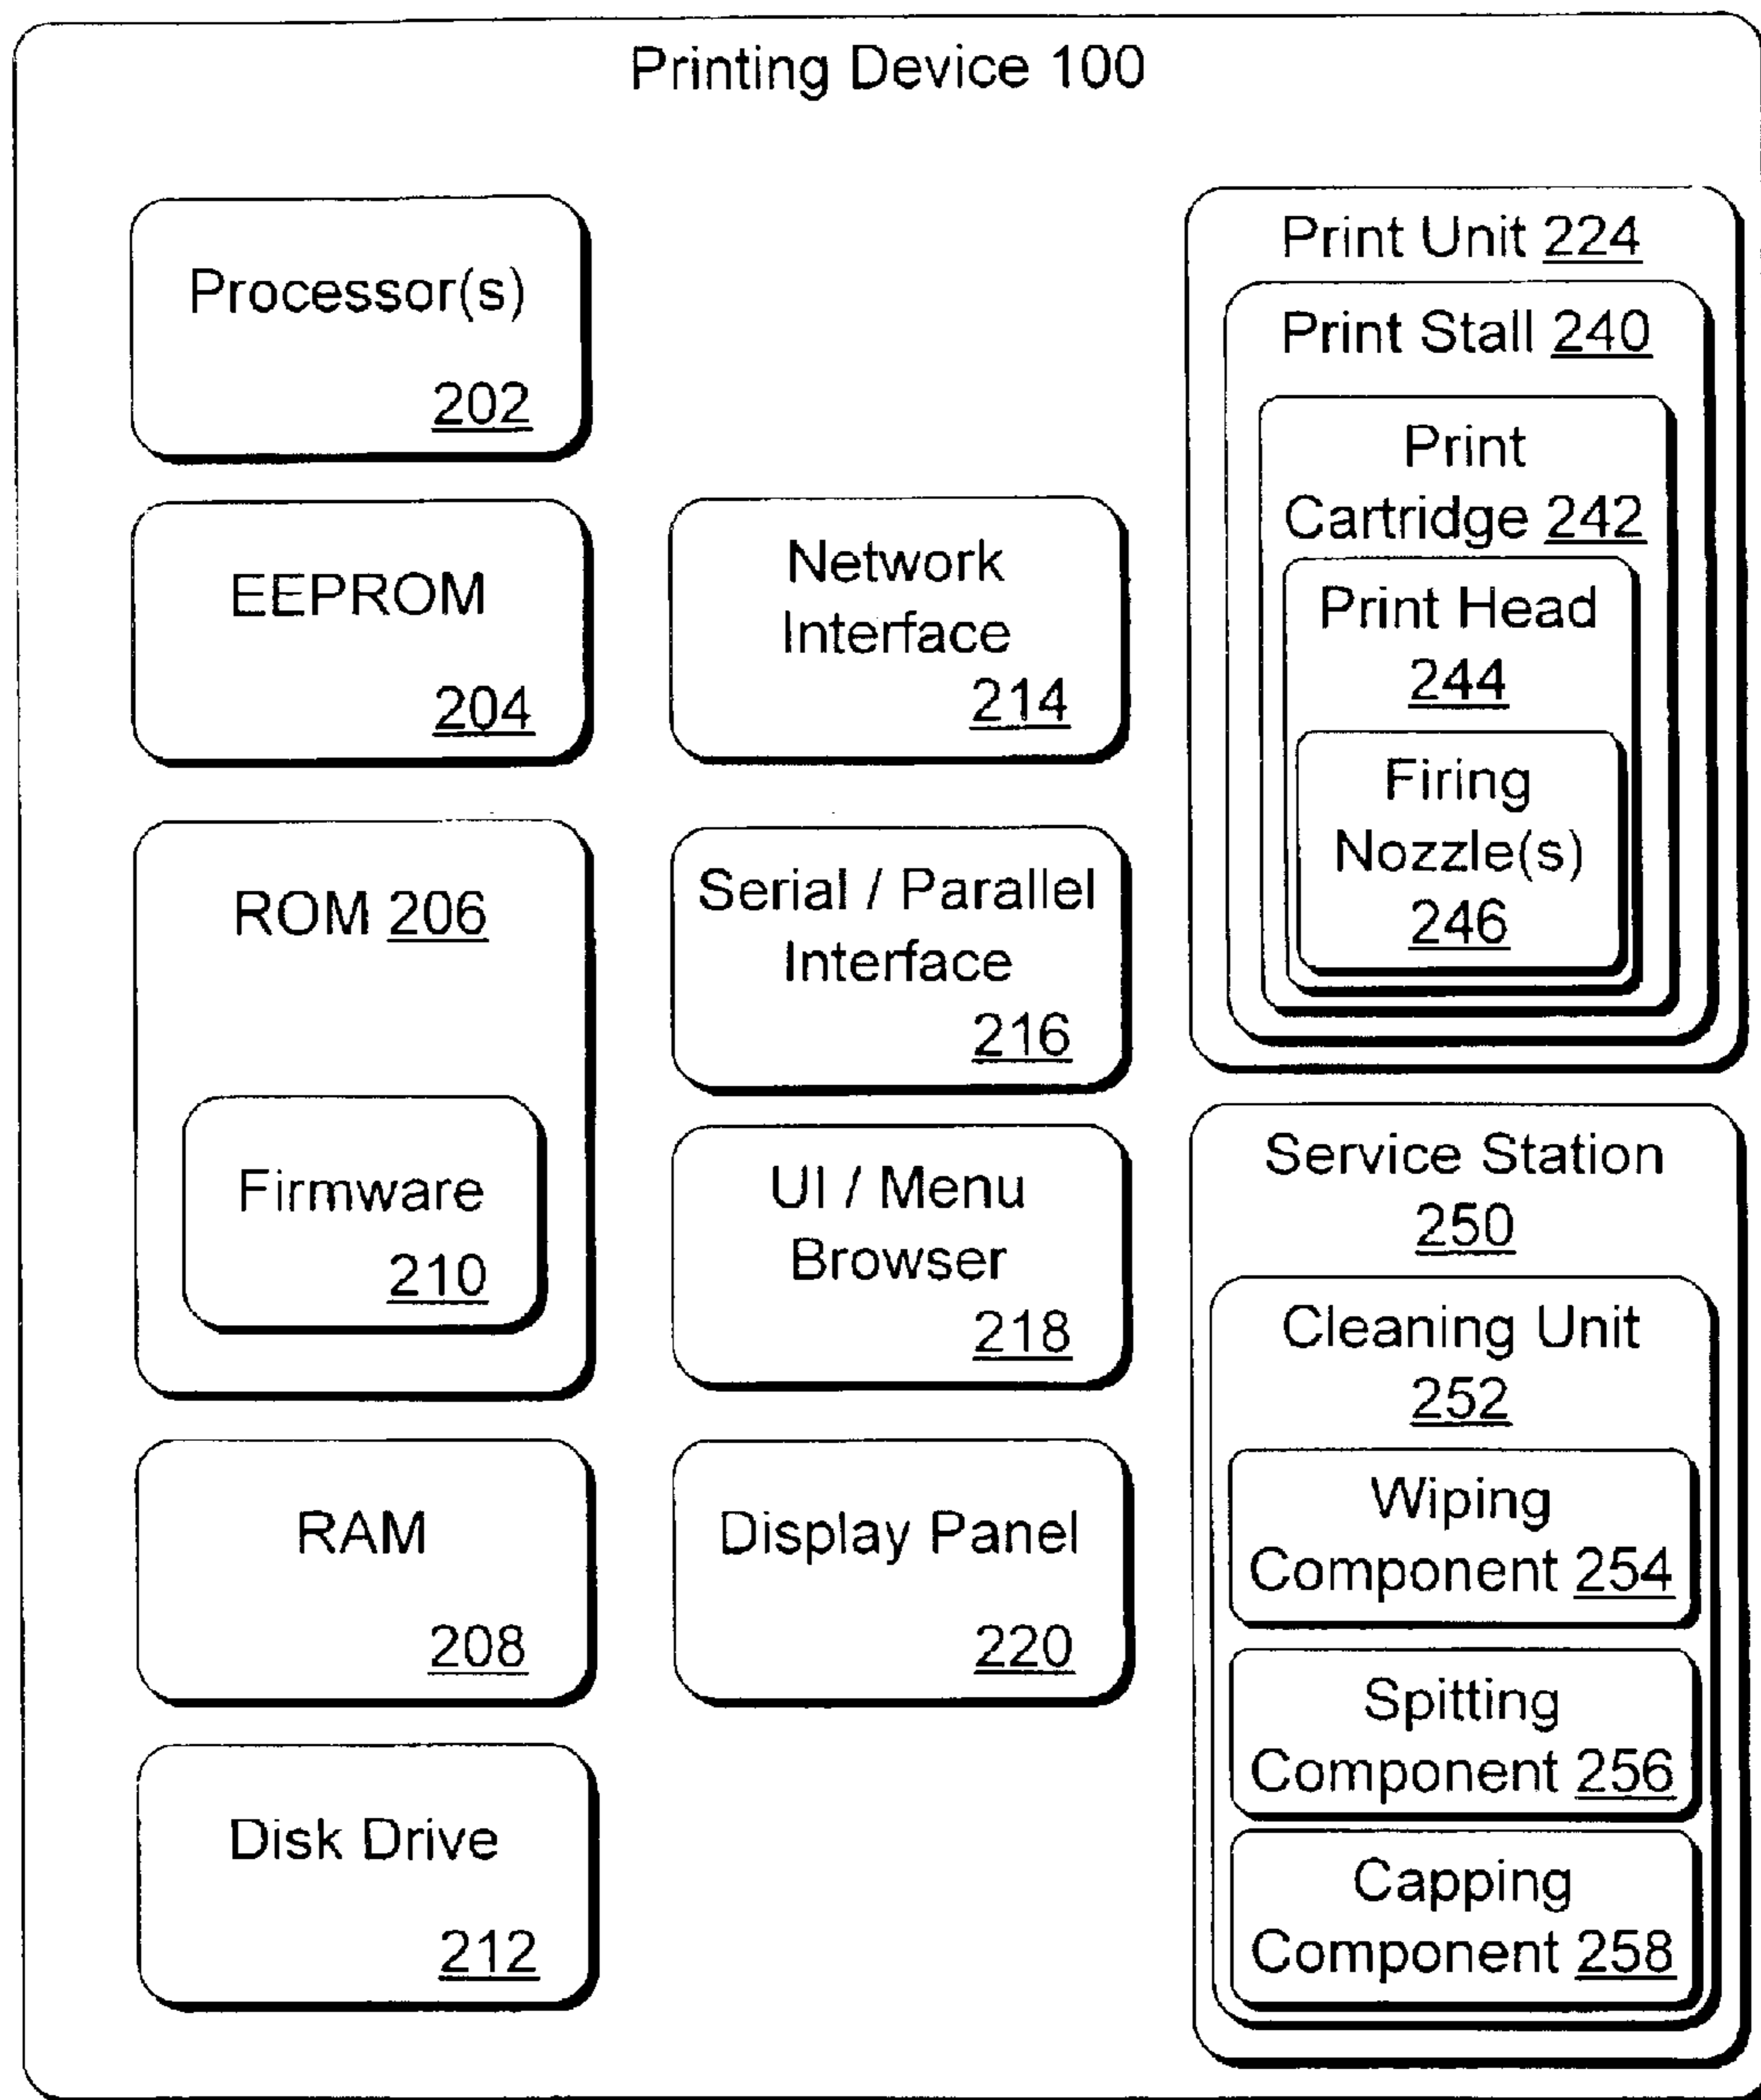 Printing Device 100
Processor(s)
202
EEPROM
204
ROM 206
Firmware
210
RAM
208
Disk Drive
212
Network
Interface
214
Serial / Parallel
Interface
216
UI / Menu
Browser
218
Display Panel
220
Print Unit 224
Print Stall 240
Print
Cartridge 242
Print Head
244
Firing
Nozzle(s)
246
Service Station
250
Cleaning Unit
252
Wiping
Component 254
Spitting
Component 256
Capping
Component 258